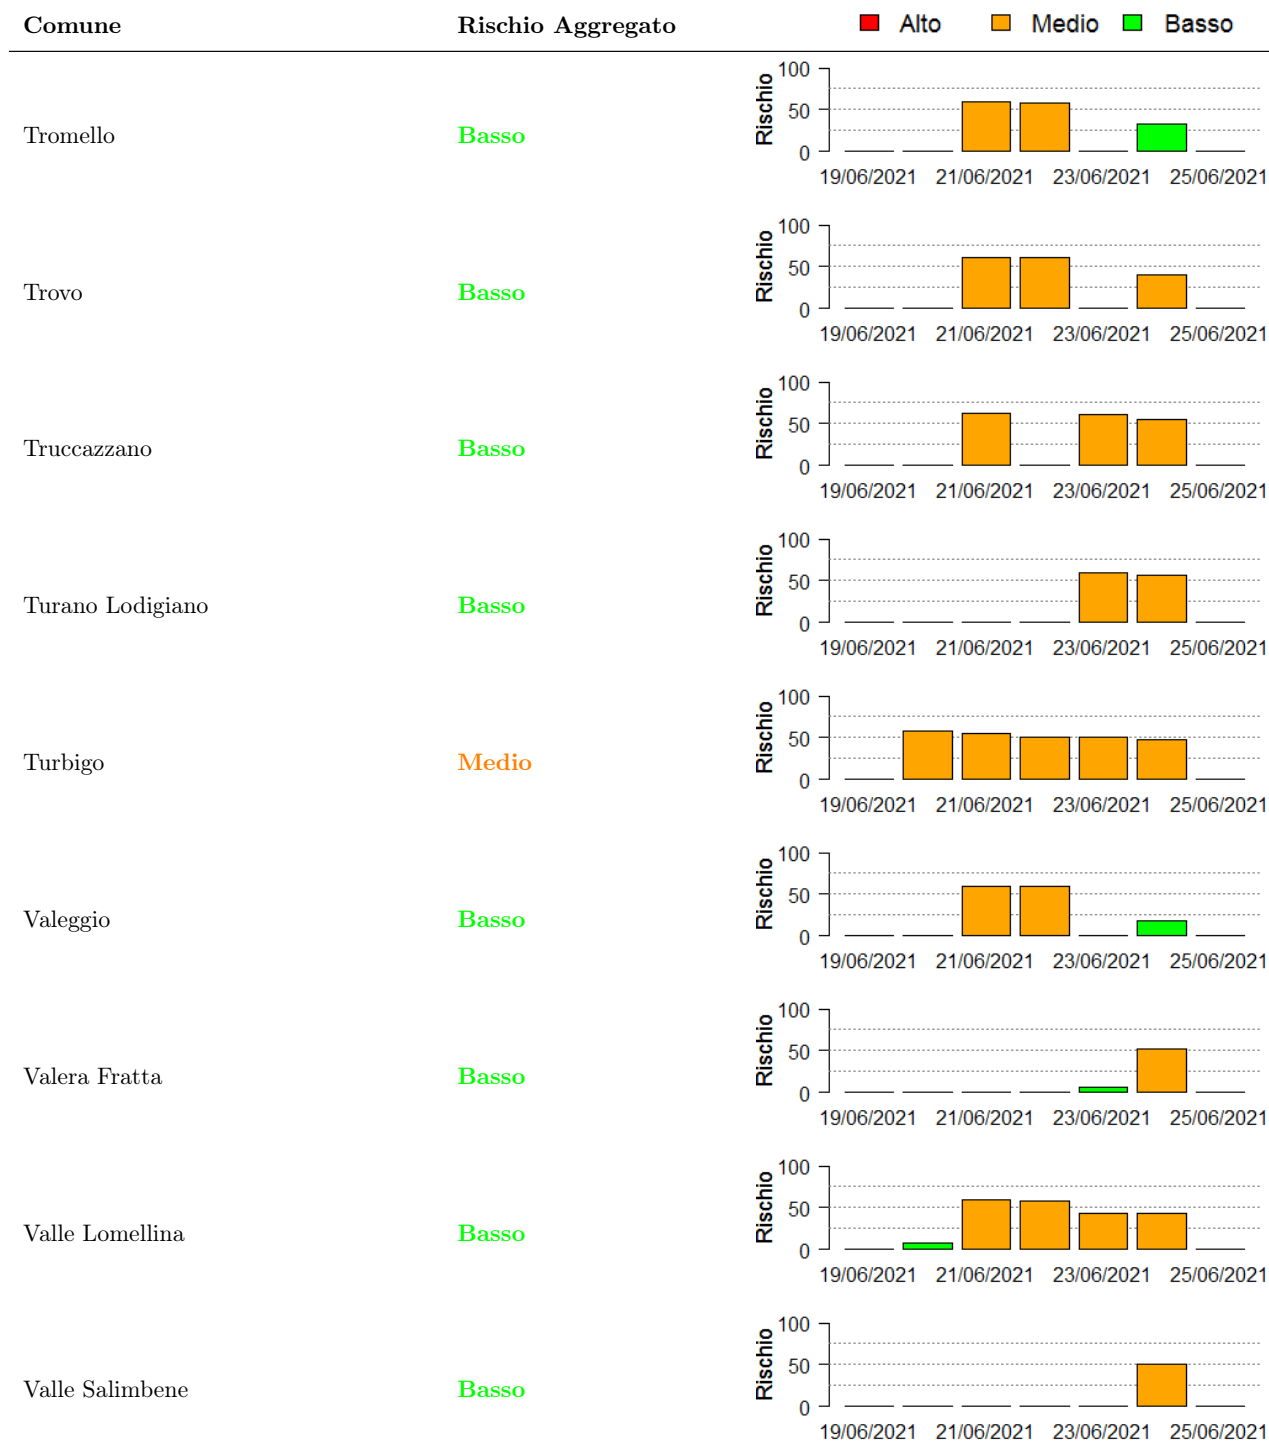 Comune Rischio Aggregato Alto Medio Basso
100
50
0
Rischio
Tromello Basso
19/06/2021 21/06/2021 23/06/2021 25/06/2021
100
50
0
Rischio
Trovo Basso
19/06/2021 21/06/2021 23/06/2021 25/06/2021
100
50
0
Rischio
Truccazzano Basso
19/06/2021 21/06/2021 23/06/2021 25/06/2021
100
50
0
Rischio
Turano Lodigiano Basso
19/06/2021 21/06/2021 23/06/2021 25/06/2021
100
50
0
Rischio
Turbigo Medio
19/06/2021 21/06/2021 23/06/2021 25/06/2021
100
50
0
Rischio
Valeggio Basso
19/06/2021 21/06/2021 23/06/2021 25/06/2021
100
50
0
Rischio
Valera Fratta Basso
19/06/2021 21/06/2021 23/06/2021 25/06/2021
100
50
0
Rischio
Valle Lomellina Basso
19/06/2021 21/06/2021 23/06/2021 25/06/2021
100
50
0
Rischio
Valle Salimbene Basso
19/06/2021 21/06/2021 23/06/2021 25/06/2021